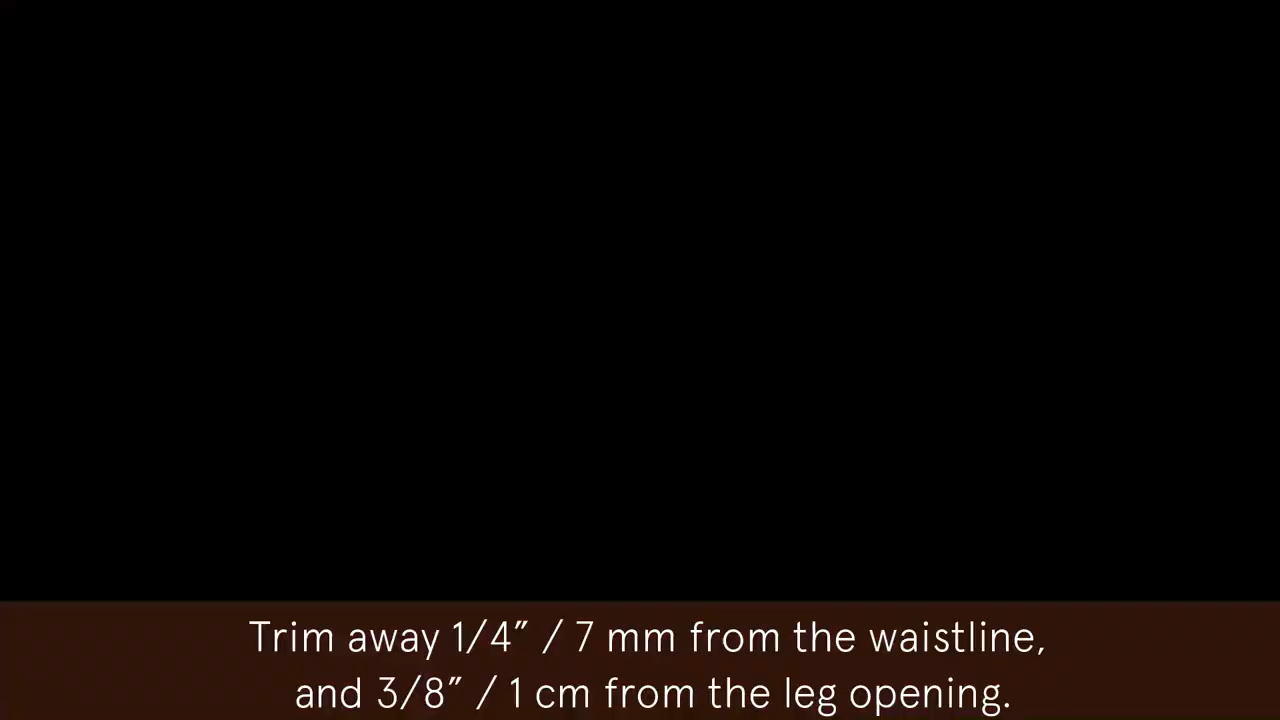 Trim away 1/4” / 7 mm from the waistline,
and 3/8” / 1 cm from the leg opening.